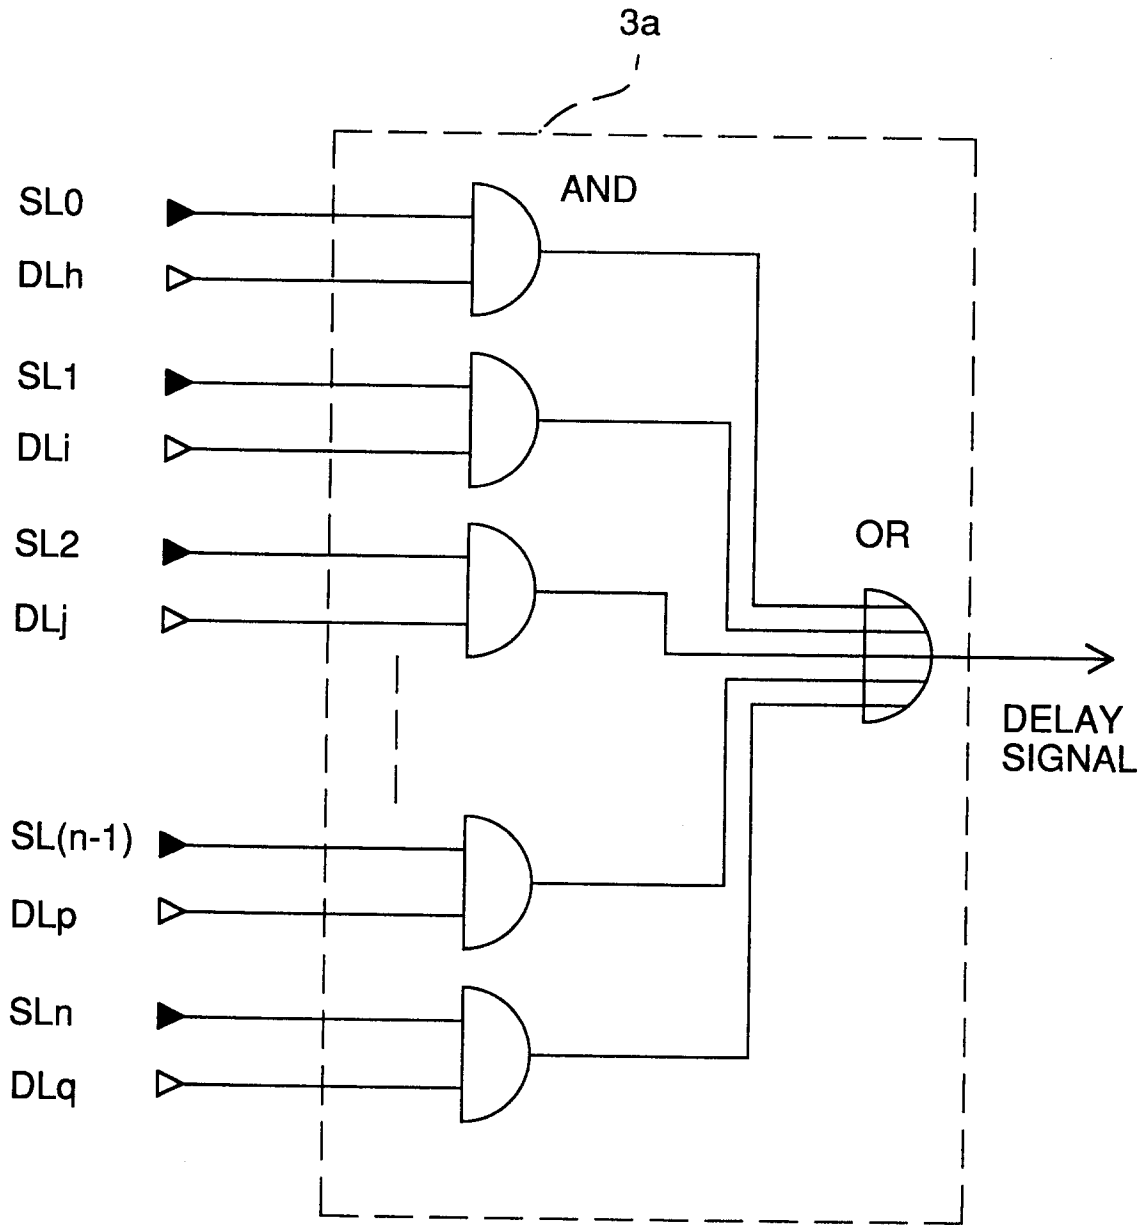 3a
AND
SL0
DLh
SL1
DLi
OR
SL2
DLj
DELAY
SIGNAL
SL(n-1)
DLp
SLn
DLq